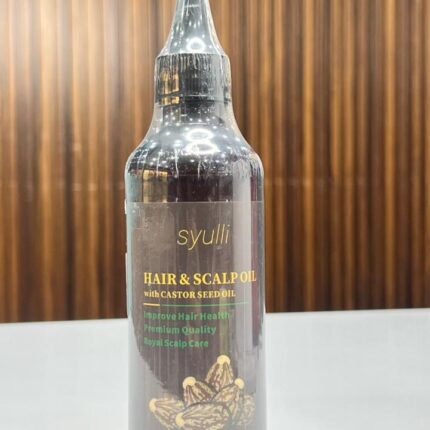 syulli
HAIR & SCALP OIL
with CASTOR SEED OIL
Improve Hair Health
Premium Quality
Royal Scalp Care